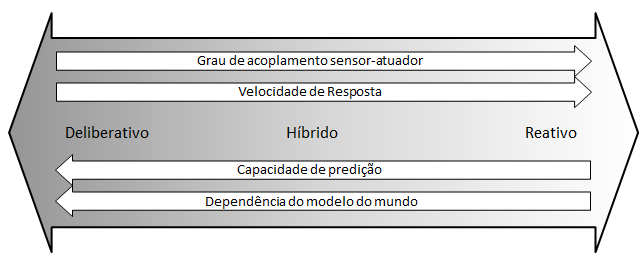 Grau de acoplamento sensor-atuador
Velocidade de Resposta
Deliberativo Híbrido Reativo
Capacidade de predição
Dependência do modelo do mundo